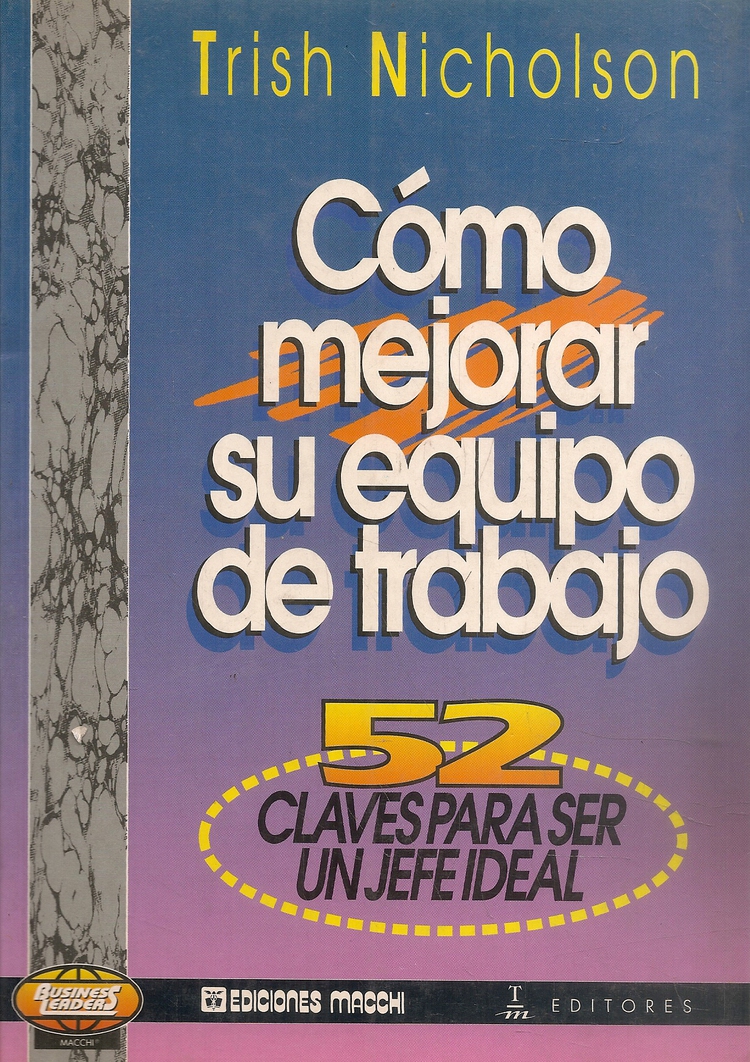 Trish Nicholson
Cómo
mejorar
su equipo
de trabajo
52
CLAVES PARA SER
UN JEFE IDEAL
BUSINESS
LEADERS
MACCHI®
EDICIONES MACCHI
T
m
EDITORES